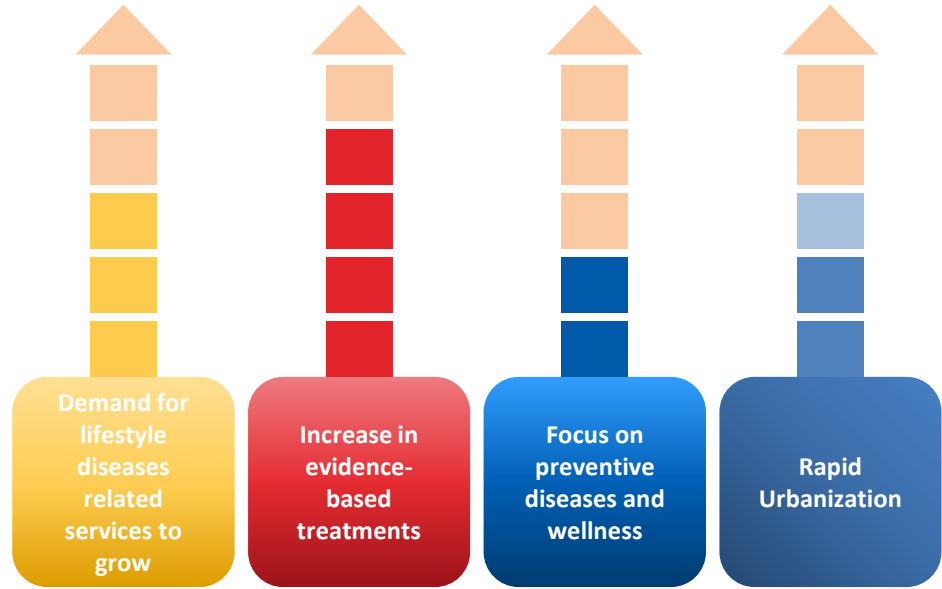 Demand for
lifestyle
diseases
related
services to
grow
Increase in
evidence-
based
treatments
Focus on
preventive
diseases and
wellness
Rapid
Urbanization